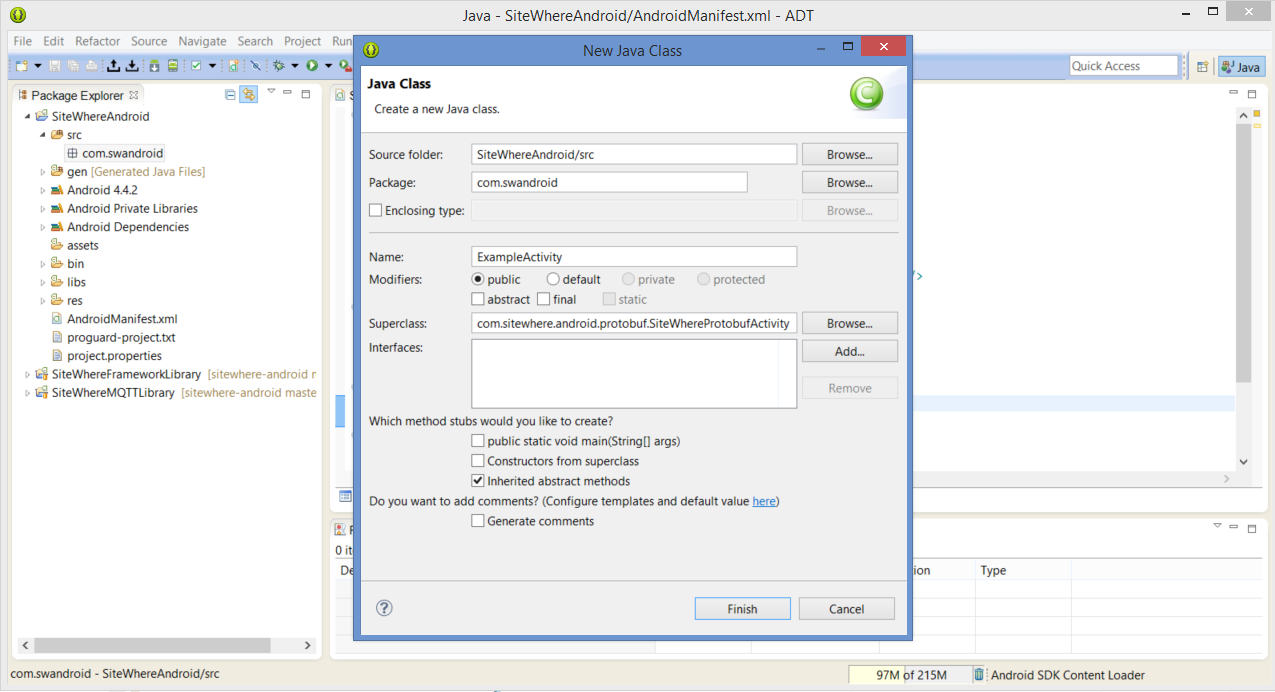 Java - SiteWhereAndroid/AndroidManifest.xml - ADT
File Edit Refactor Source Navigate Search Project Run
Quick Access
Java
Package Explorer
SiteWhereAndroid
src
com.swandroid
gen [Generated Java Files]
Android 4.4.2
Android Private Libraries
Android Dependencies
assets
bin
libs
res
AndroidManifest.xml
proguard-project.txt
project.properties
SiteWhereFrameworkLibrary [sitewhere-android
SiteWhereMQTTLibrary [sitewhere-android maste
New Java Class
Java Class
Create a new Java class.
C
Source folder: SiteWhereAndroid/src Browse...
Package: com.swandroid Browse...
Enclosing type: Browse...
Name: ExampleActivity
Modifiers: public default private protected
abstract final static
Superclass: com.sitewhere.android.protobuf.SiteWhereProtobufActivity Browse...
Interfaces: Add...
Remove
Which method stubs would you like to create?
public static void main(String[] args)
Constructors from superclass
Inherited abstract methods
Do you want to add comments? (Configure templates and default value here)
Generate comments
? Finish Cancel
/>
0 it
De
ion Type
com.swandroid - SiteWhereAndroid/src
97M of 215M Android SDK Content Loader